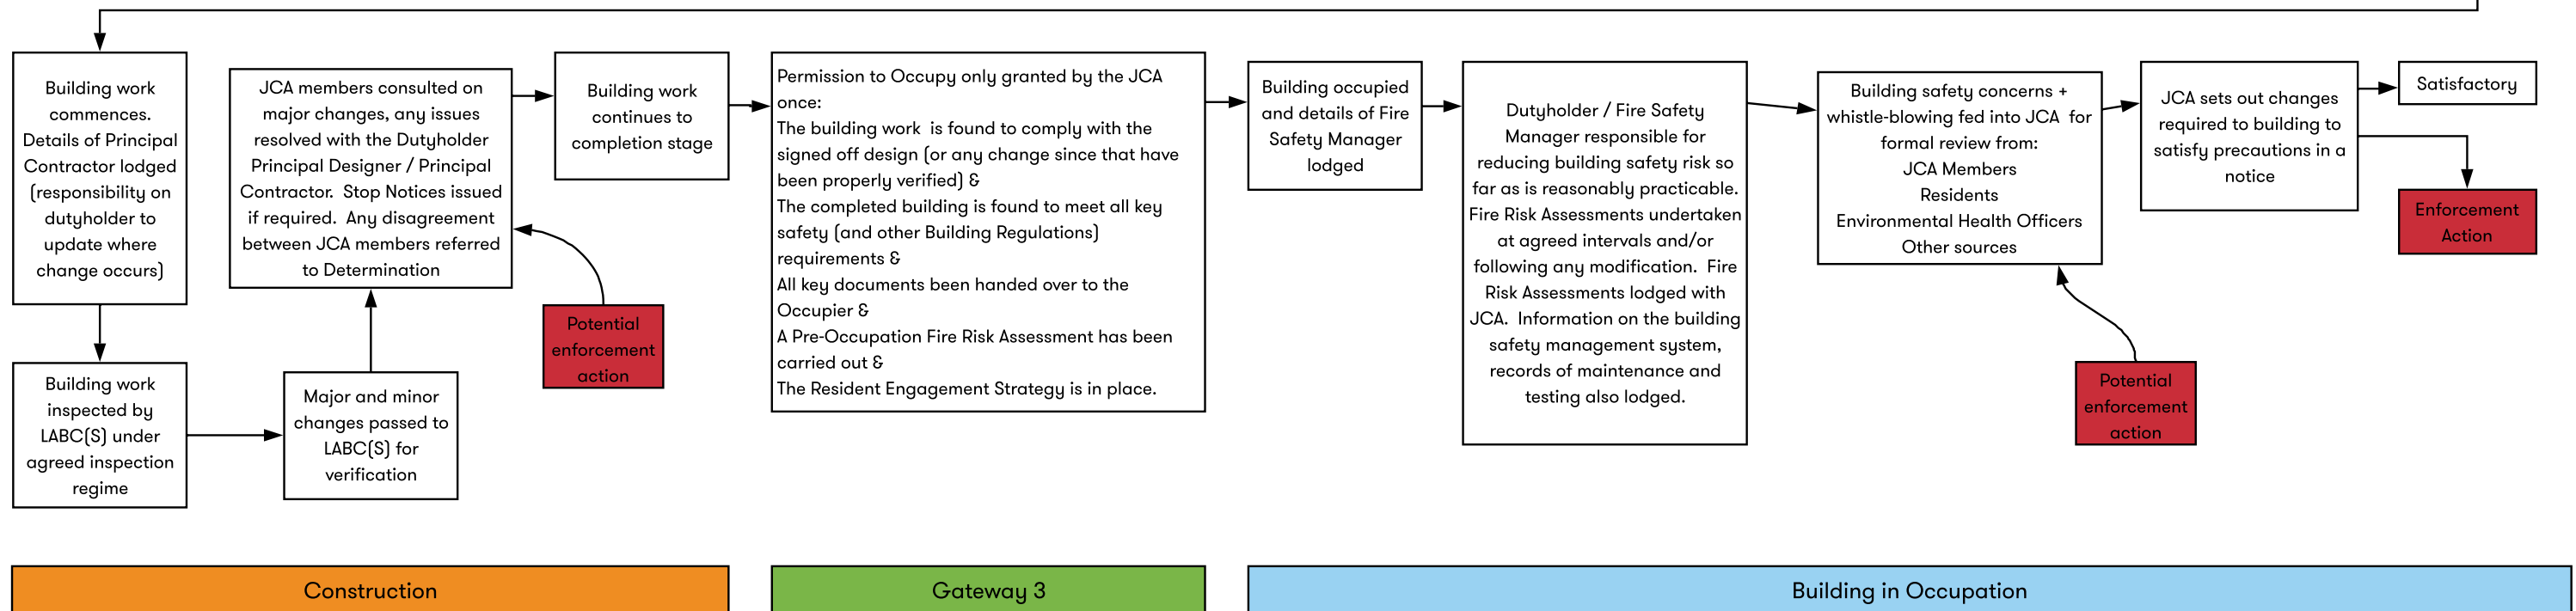 Building work
commences.
Details of Principal
Contractor lodged
(responsibility on
dutyholder to
update where
change occurs)
Building work
inspected by
LABC(S) under
agreed inspection
regime
Major and minor
changes passed to
LABC(S) for
verification
JCA members consulted on
major changes, any issues
resolved with the Dutyholder
Principal Designer / Principal
Contractor. Stop Notices issued
if required. Any disagreement
between JCA members referred
to Determination
Potential
enforcement
action
Building work
continues to
completion stage
Permission to Occupy only granted by the JCA
once:
The building work is found to comply with the
signed off design (or any change since that have
been properly verified) &
The completed building is found to meet all key
safety (and other Building Regulations)
requirements &
All key documents been handed over to the
Occupier &
A Pre-Occupation Fire Risk Assessment has been
carried out &
The Resident Engagement Strategy is in place.
Building occupied
and details of Fire
Safety Manager
lodged
Dutyholder / Fire Safety
Manager responsible for
reducing building safety risk so
far as is reasonably practicable.
Fire Risk Assessments undertaken
at agreed intervals and/or
following any modification. Fire
Risk Assessments lodged with
JCA. Information on the building
safety management system,
records of maintenance and
testing also lodged.
Building safety concerns +
whistle-blowing fed into JCA for
formal review from:
JCA Members
Residents
Environmental Health Officers
Other sources
Potential
enforcement
action
JCA sets out changes
required to building to
satisfy precautions in a
notice
Satisfactory
Enforcement
Action
Construction
Gateway 3
Building in Occupation